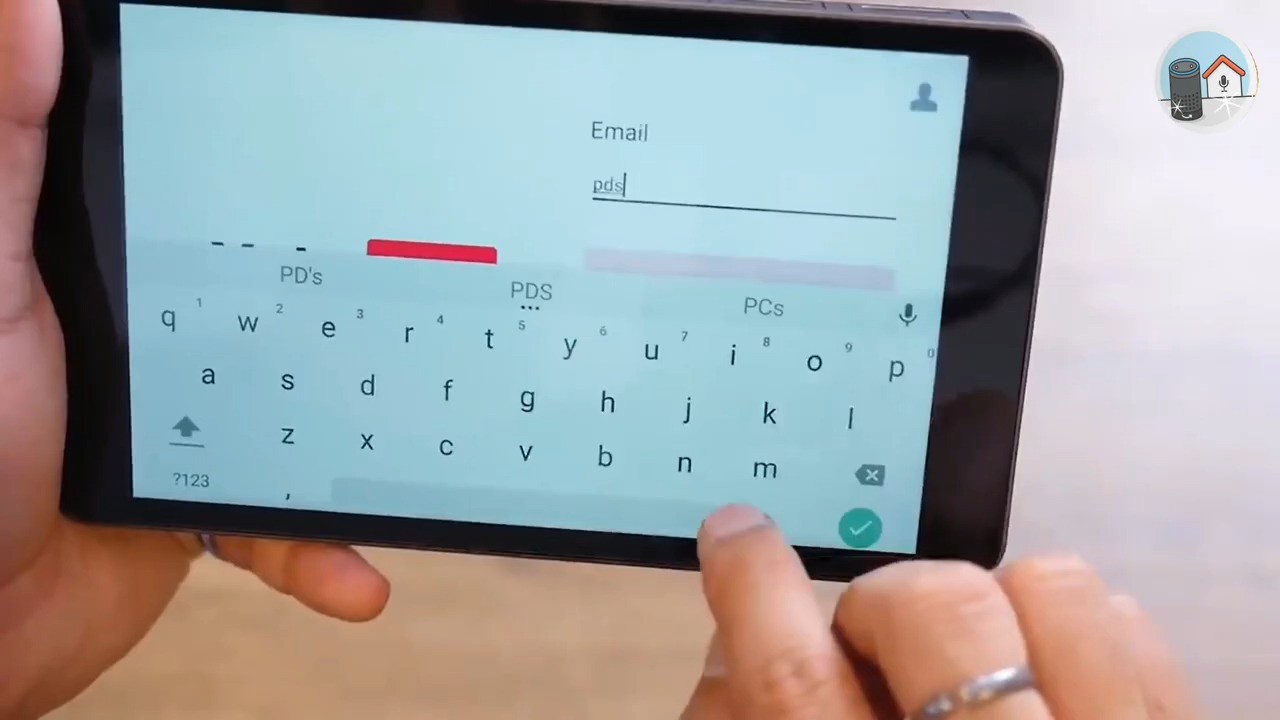 Email
pds
PD's PDS PCs
q 1 w 2 e 3 r 4 t 5 y 6 u 7 i 8 o 9 p 0
a s d f g h j k l
z x c v b n m
?123 ,